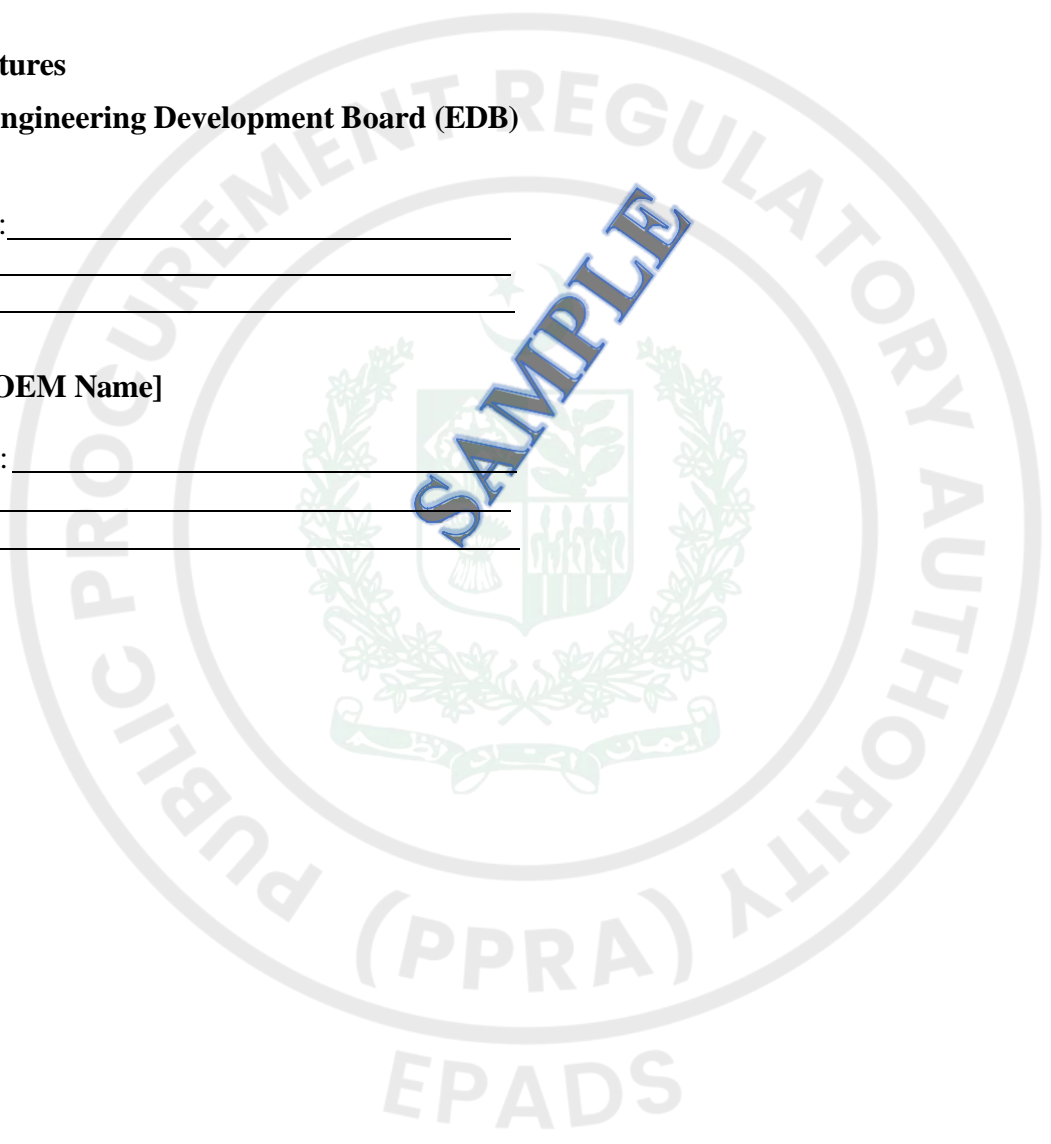 tures
ngineering Development Board (EDB)
:
OEM Name]
:
SAMPLE
PUBLIC PROCUREMENT REGULATORY AUTHORITY
(PPRA)
EPADS